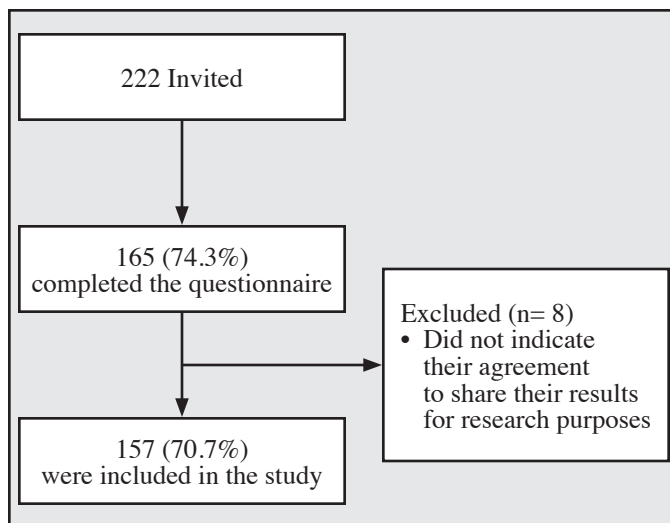 222 Invited
165 (74.3%)
completed the questionnaire
Excluded (n= 8)
• Did not indicate
their agreement
to share their results
for research purposes
157 (70.7%)
were included in the study